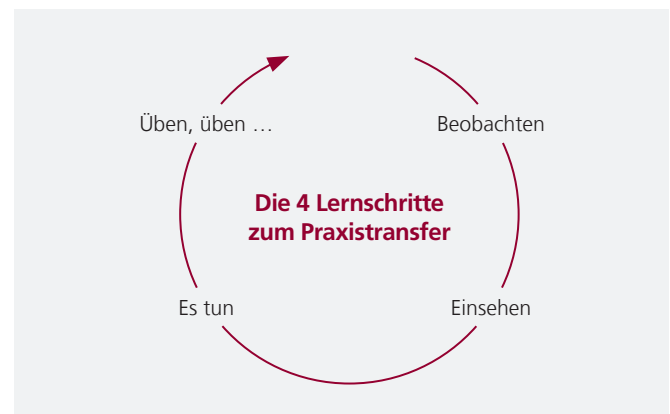 Üben, üben …
Beobachten
Die 4 Lernschritte
zum Praxistransfer
Es tun
Einsehen